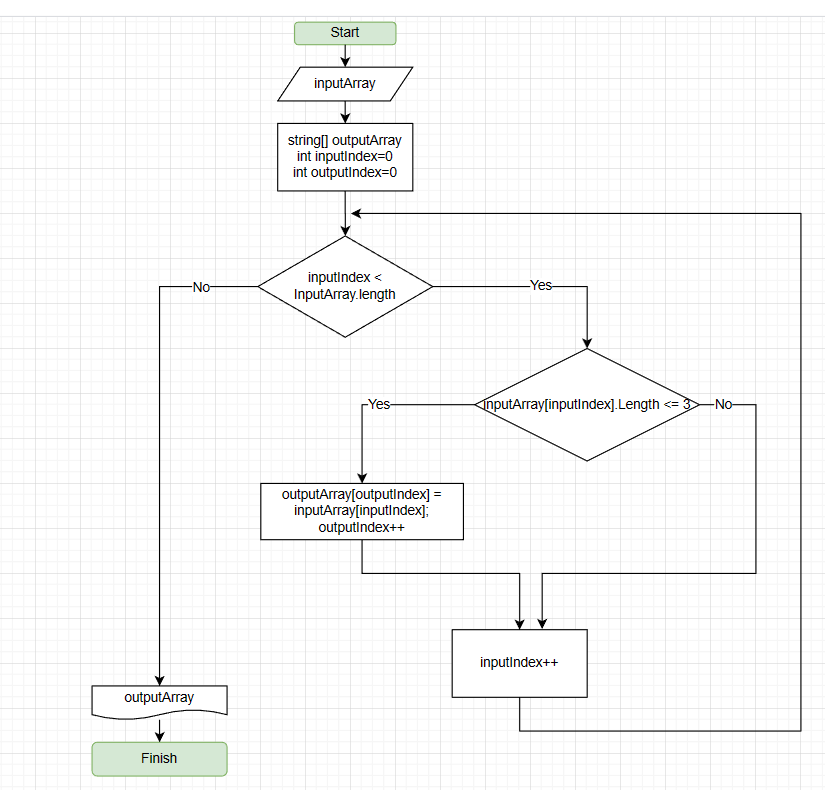 Start
inputArray
string[] outputArray
int inputIndex=0
int outputIndex=0
inputIndex <
InputArray.length
No
Yes
inputArray[inputIndex].Length <= 3
Yes
No
outputArray[outputIndex] =
inputArray[inputIndex];
outputIndex++
inputIndex++
outputArray
Finish